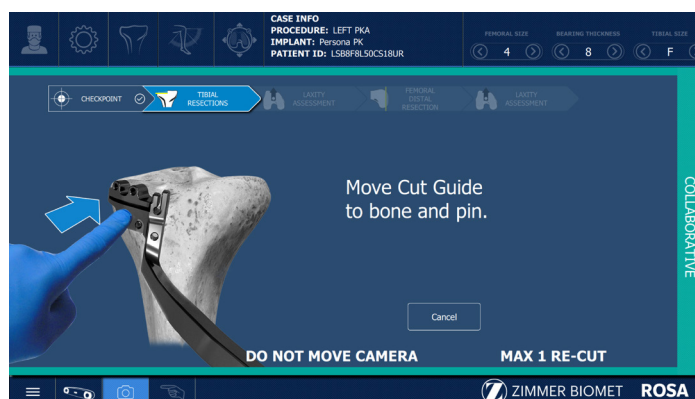 CASE INFO
PROCEDURE: LEFT PKA
IMPLANT: Persona PK
PATIENT ID: LSB8F8L50CS18UR
FEMORAL SIZE
BEARING THICKNESS
TIBIAL SIZE
4
8
F
CHECKPOINT
TIBIAL
RESECTIONS
LAXITY
ASSESSMENT
FEMORAL
DISTAL
RESECTION
LAXITY
ASSESSMENT
Move Cut Guide
to bone and pin.
Cancel
DO NOT MOVE CAMERA
MAX 1 RE-CUT
COLLABORATIVE
ZIMMER BIOMET
ROSA